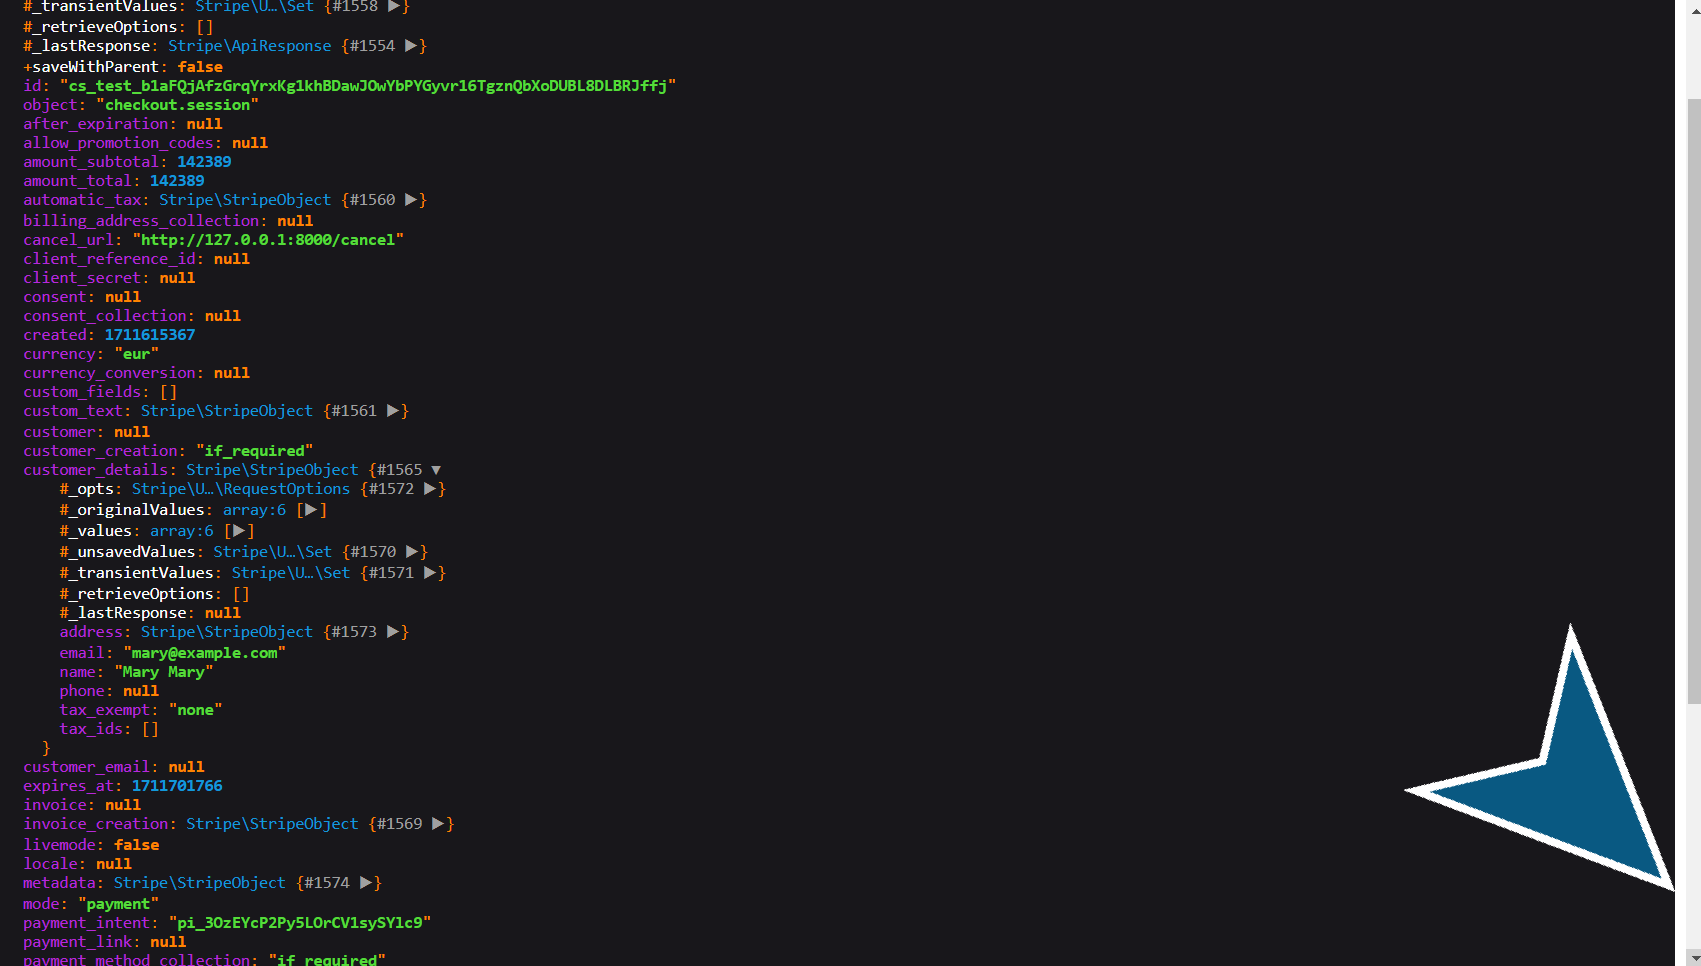 #_transientValues: Stripe\U…\Set {#1558 ▶}
#_retrieveOptions: []
#_lastResponse: Stripe\ApiResponse {#1554 ▶}
+saveWithParent: false
id: "cs_test_b1aFQjAfzGrqYrxKg1khBDawJOwYbPYGyvr16TgznQbXoDUBL8DLBRJffj"
object: "checkout.session"
after_expiration: null
allow_promotion_codes: null
amount_subtotal: 142389
amount_total: 142389
automatic_tax: Stripe\StripeObject {#1560 ▶}
billing_address_collection: null
cancel_url: "http://127.0.0.1:8000/cancel"
client_reference_id: null
client_secret: null
consent: null
consent_collection: null
created: 1711615367
currency: "eur"
currency_conversion: null
custom_fields: []
custom_text: Stripe\StripeObject {#1561 ▶}
customer: null
customer_creation: "if_required"
customer_details: Stripe\StripeObject {#1565 ▼
#_opts: Stripe\U…\RequestOptions {#1572 ▶}
#_originalValues: array:6 [▶]
#_values: array:6 [▶]
#_unsavedValues: Stripe\U…\Set {#1570 ▶}
#_transientValues: Stripe\U…\Set {#1571 ▶}
#_retrieveOptions: []
#_lastResponse: null
address: Stripe\StripeObject {#1573 ▶}
email: "mary@example.com"
name: "Mary Mary"
phone: null
tax_exempt: "none"
tax_ids: []
}
customer_email: null
expires_at: 1711701766
invoice: null
invoice_creation: Stripe\StripeObject {#1569 ▶}
livemode: false
locale: null
metadata: Stripe\StripeObject {#1574 ▶}
mode: "payment"
payment_intent: "pi_3OzEYcP2Py5LOrCV1sySYlc9"
payment_link: null
payment_method_collection: "if_required"